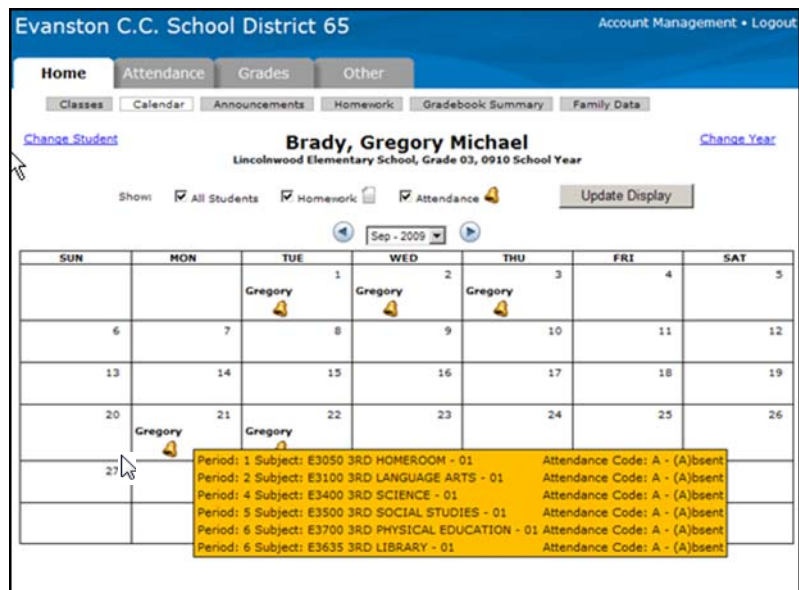 Evanston C.C. School District 65
Account Management • Logout
Home Attendance Grades Other
Classes Calendar Announcements Homework Gradebook Summary Family Data
Change Student
Brady, Gregory Michael
Change Year
Lincolnwood Elementary School, Grade 03, 0910 School Year
Show: All Students Homework Attendance Update Display
Sep - 2009
SUN MON TUE WED THU FRI SAT
1 2 3 4 5
Gregory Gregory Gregory
6 7 8 9 10 11 12
13 14 15 16 17 18 19
20 21 22 23 24 25 26
Gregory Gregory
27
Period: 1 Subject: E3050 3RD HOMEROOM - 01 Attendance Code: A - (A)bsent
Period: 2 Subject: E3100 3RD LANGUAGE ARTS - 01 Attendance Code: A - (A)bsent
Period: 4 Subject: E3400 3RD SCIENCE - 01 Attendance Code: A - (A)bsent
Period: 5 Subject: E3500 3RD SOCIAL STUDIES - 01 Attendance Code: A - (A)bsent
Period: 6 Subject: E3700 3RD PHYSICAL EDUCATION - 01 Attendance Code: A - (A)bsent
Period: 6 Subject: E3635 3RD LIBRARY - 01 Attendance Code: A - (A)bsent